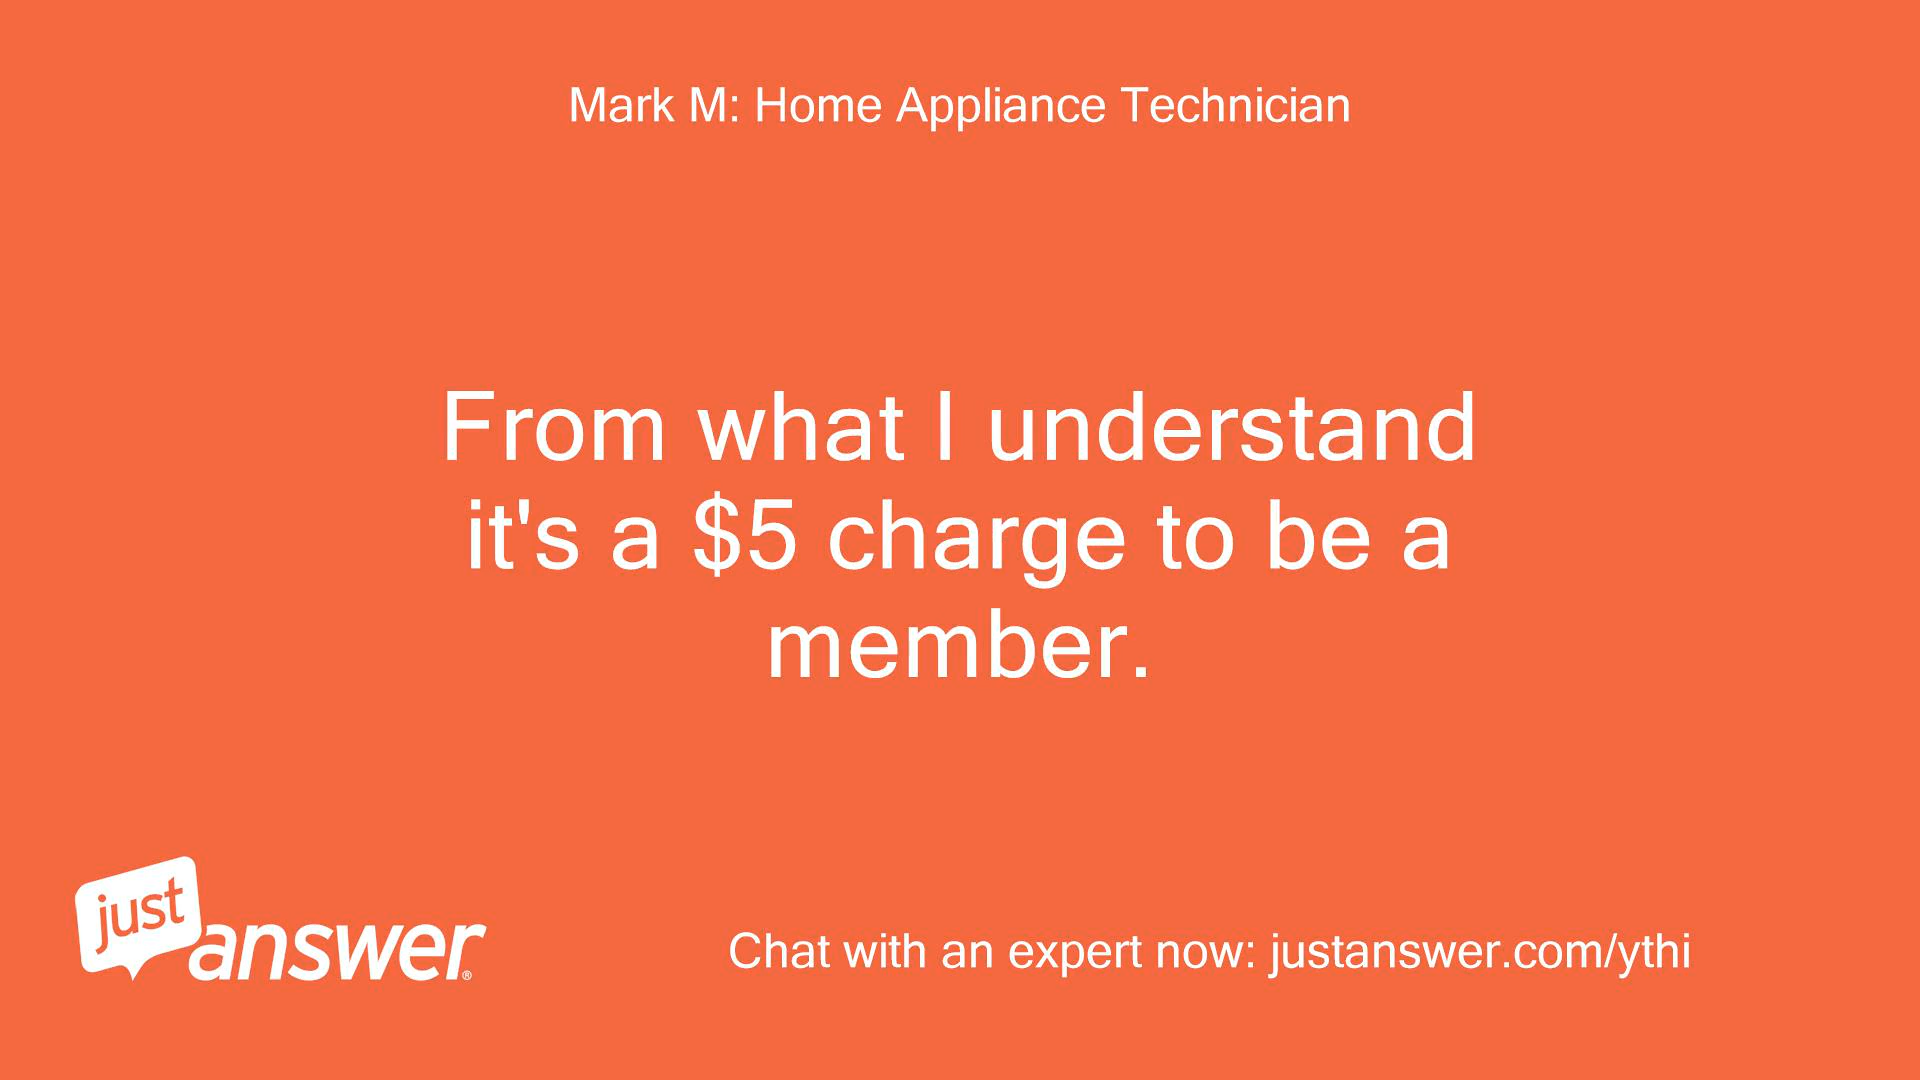 Mark M: Home Appliance Technician
From what I understand
it's a $5 charge to be a
member.
just
answer®
Chat with an expert now: justanswer.com/ythi